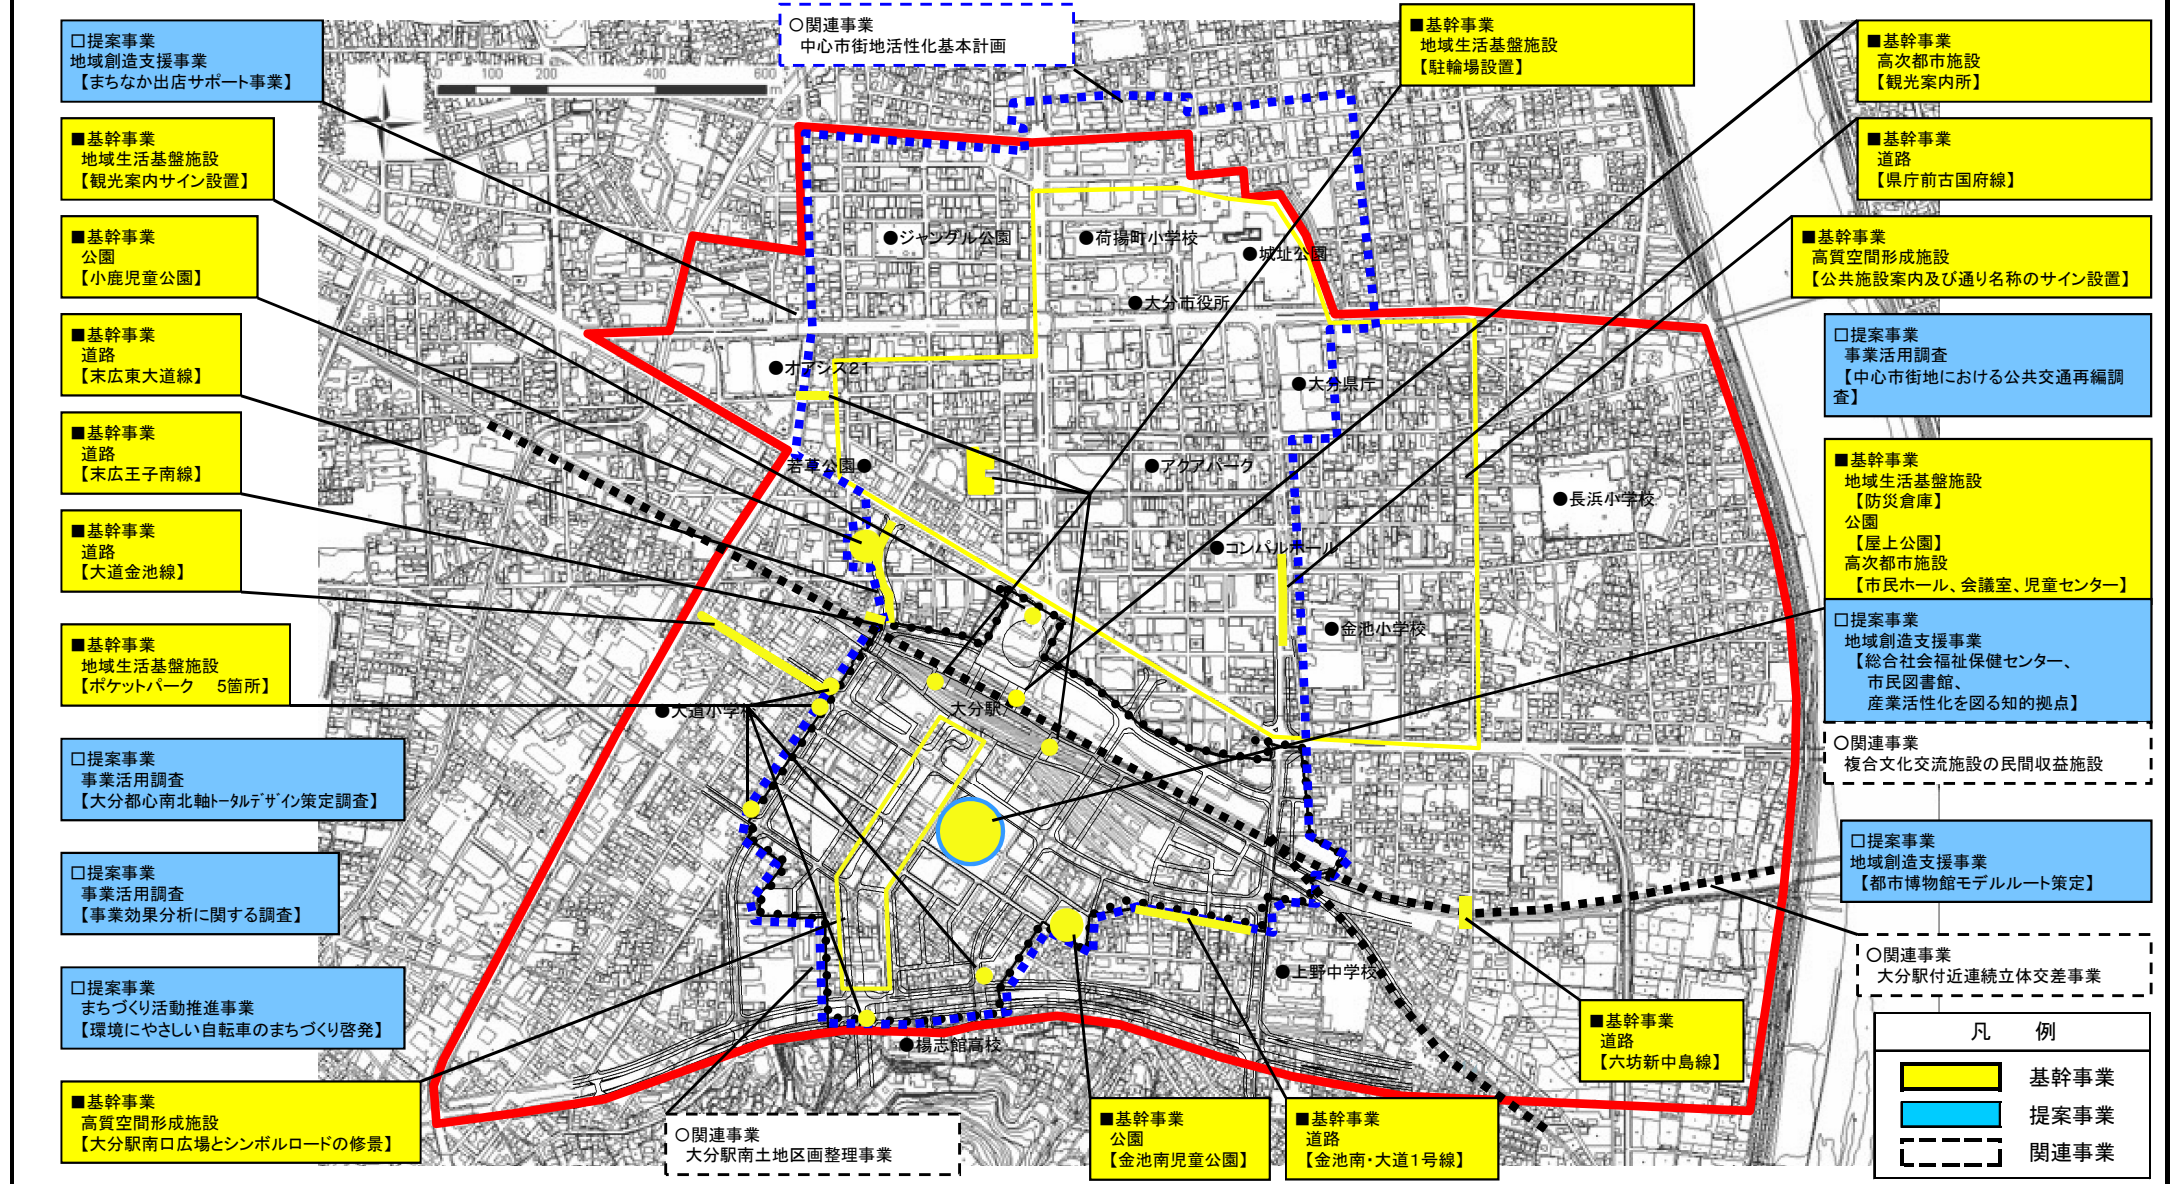 □提案事業
地域創造支援事業
【まちなか出店サポート事業】
■基幹事業
地域生活基盤施設
【観光案内サイン設置】
■基幹事業
公園
【小鹿児童公園】
■基幹事業
道路
【末広東大道線】
■基幹事業
道路
【末広王子南線】
■基幹事業
道路
【大道金池線】
■基幹事業
地域生活基盤施設
【ポケットパーク　5箇所】
□提案事業
事業活用調査
【大分都心南北軸トータルデザイン策定調査】
□提案事業
事業活用調査
【事業効果分析に関する調査】
□提案事業
まちづくり活動推進事業
【環境にやさしい自転車のまちづくり啓発】
■基幹事業
高質空間形成施設
【大分駅南口広場とシンボルロードの修景】
○関連事業
中心市街地活性化基本計画
N
0 100 200 400 600
m
●ジャングル公園
●荷揚町小学校
●城址公園
●大分市役所
●オアシス21
●大分県庁
若草公園●
●アクアパーク
●長浜小学校
●コンパルホール
●金池小学校
●大道小学校
大分駅
●上野中学校
●楊志館高校
○関連事業
大分駅南土地区画整理事業
■基幹事業
公園
【金池南児童公園】
■基幹事業
道路
【金池南・大道1号線】
■基幹事業
地域生活基盤施設
【駐輪場設置】
■基幹事業
高次都市施設
【観光案内所】
■基幹事業
道路
【県庁前古国府線】
■基幹事業
高質空間形成施設
【公共施設案内及び通り名称のサイン設置】
□提案事業
事業活用調査
【中心市街地における公共交通再編調
査】
■基幹事業
地域生活基盤施設
【防災倉庫】
公園
【屋上公園】
高次都市施設
【市民ホール、会議室、児童センター】
□提案事業
地域創造支援事業
【総合社会福祉保健センター、
市民図書館、
産業活性化を図る知的拠点】
○関連事業
複合文化交流施設の民間収益施設
□提案事業
地域創造支援事業
【都市博物館モデルルート策定】
○関連事業
大分駅付近連続立体交差事業
■基幹事業
道路
【六坊新中島線】
凡　例
基幹事業
提案事業
関連事業